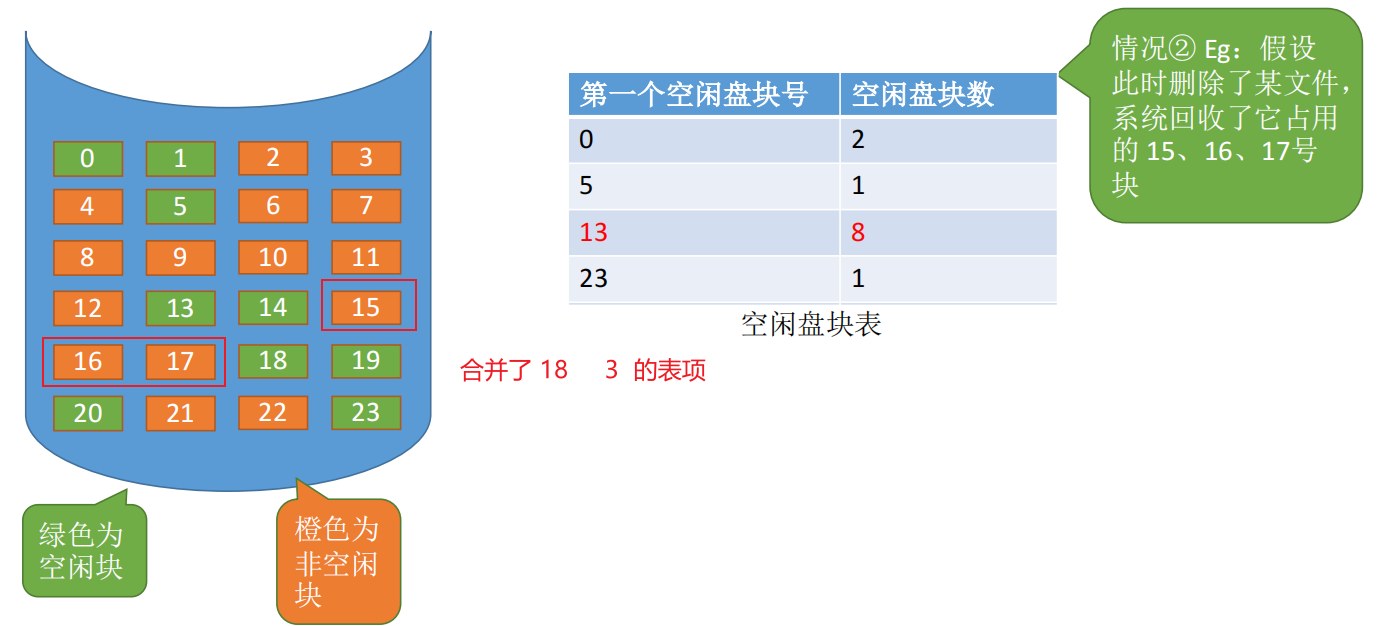 0 1 2 3
4 5 6 7
8 9 10 11
12 13 14 15
16 17 18 19
20 21 22 23
绿色为
空闲块
橙色为
非空闲
块
第一个空闲盘块号 空闲盘块数
0 2
5 1
13 8
23 1
空闲盘块表
合并了 18 3 的表项
情况② Eg：假设
此时删除了某文件，
系统回收了它占用
的 15、16、17号
块